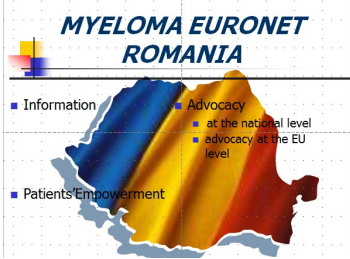 MYELOMA EURONET
ROMANIA
Information
Advocacy
at the national level
advocacy at the EU
level
Patients'Empowerment